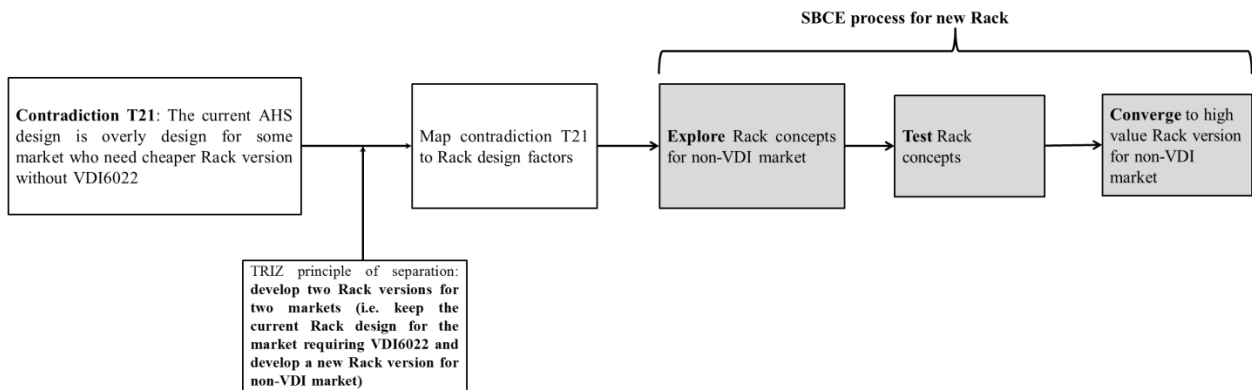 SBCE process for new Rack
Contradiction T21: The current AHS
design is overly design for some
market who need cheaper Rack version
without VDI6022
Map contradiction T21
to Rack design factors
Explore Rack concepts
for non-VDI market
Test Rack
concepts
Converge to high
value Rack version
for non-VDI
market
TRIZ principle of separation:
develop two Rack versions for
two markets (i.e. keep the
current Rack design for the
market requiring VDI6022 and
develop a new Rack version for
non-VDI market)